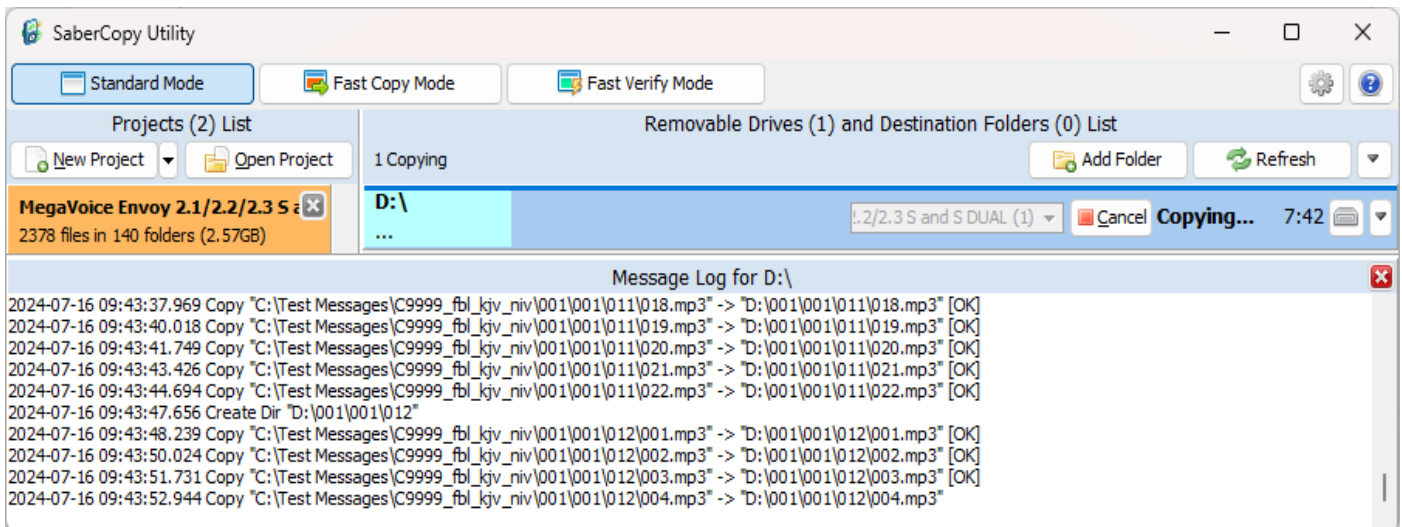 SaberCopy Utility
Standard Mode
Fast Copy Mode
Fast Verify Mode
Projects (2) List
Removable Drives (1) and Destination Folders (0) List
New Project
Open Project
1 Copying
Add Folder
Refresh
MegaVoice Envoy 2.1/2.2/2.3 S a
2378 files in 140 folders (2.57GB)
D:\
...
2.2/2.3 S and S DUAL (1)
Cancel
Copying...
7:42
Message Log for D:\
2024-07-16 09:43:37.969 Copy "C:\Test Messages\C9999_fbl_kjv_niv\001\001\011\018.mp3" -> "D:\001\001\011\018.mp3" [OK]
2024-07-16 09:43:40.018 Copy "C:\Test Messages\C9999_fbl_kjv_niv\001\001\011\019.mp3" -> "D:\001\001\011\019.mp3" [OK]
2024-07-16 09:43:41.749 Copy "C:\Test Messages\C9999_fbl_kjv_niv\001\001\011\020.mp3" -> "D:\001\001\011\020.mp3" [OK]
2024-07-16 09:43:43.426 Copy "C:\Test Messages\C9999_fbl_kjv_niv\001\001\011\021.mp3" -> "D:\001\001\011\021.mp3" [OK]
2024-07-16 09:43:44.694 Copy "C:\Test Messages\C9999_fbl_kjv_niv\001\001\011\022.mp3" -> "D:\001\001\011\022.mp3" [OK]
2024-07-16 09:43:47.656 Create Dir "D:\001\001\012"
2024-07-16 09:43:48.239 Copy "C:\Test Messages\C9999_fbl_kjv_niv\001\001\012\001.mp3" -> "D:\001\001\012\001.mp3" [OK]
2024-07-16 09:43:50.024 Copy "C:\Test Messages\C9999_fbl_kjv_niv\001\001\012\002.mp3" -> "D:\001\001\012\002.mp3" [OK]
2024-07-16 09:43:51.731 Copy "C:\Test Messages\C9999_fbl_kjv_niv\001\001\012\003.mp3" -> "D:\001\001\012\003.mp3" [OK]
2024-07-16 09:43:52.944 Copy "C:\Test Messages\C9999_fbl_kjv_niv\001\001\012\004.mp3" -> "D:\001\001\012\004.mp3"